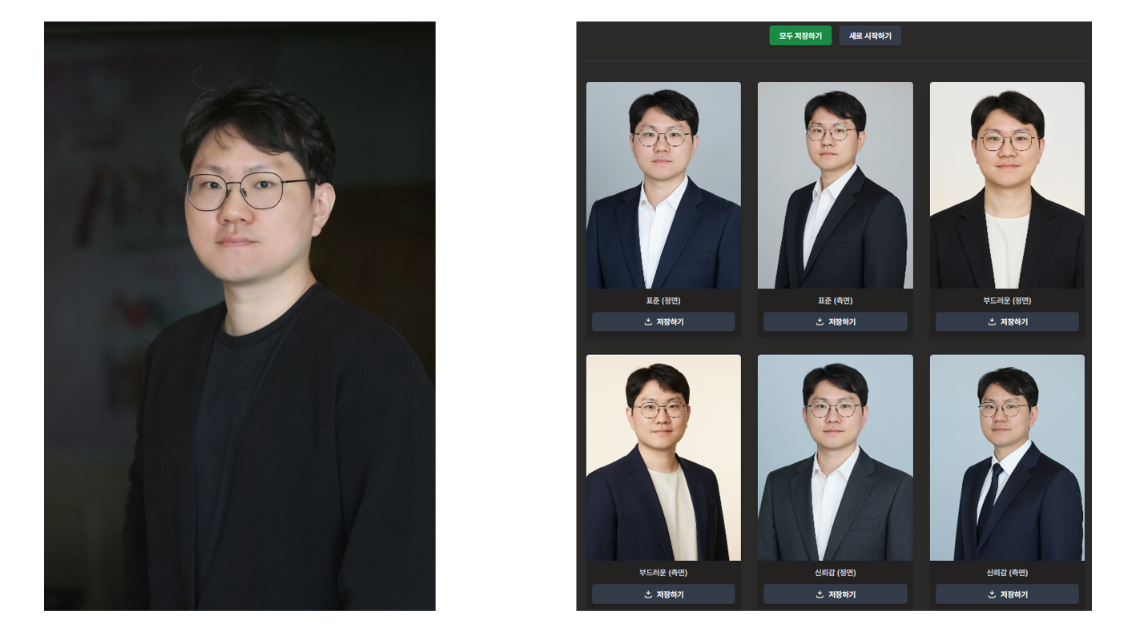 모두 저장하기
새로 시작하기
표준 (정면)
표준 (측면)
부드러운 (정면)
저장하기
저장하기
저장하기
부드러운 (측면)
신뢰감 (정면)
신뢰감 (측면)
저장하기
저장하기
저장하기